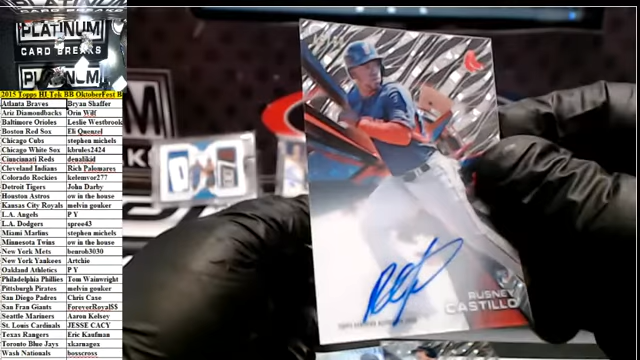 PLATINUM
CARD BREAKS
PLATINUM
2015 Topps HI-Tek BB OktoberFest B
Atlanta Braves Bryan Shaffer
Ariz Diamondbacks Orin Wilf
Baltimore Orioles Leslie Westbrook
Boston Red Sox Eli Quenzel
Chicago Cubs stephen michels
Chicago White Sox kbrules2424
Cincinnati Reds denalikid
Cleveland Indians Rich Palomares
Colorado Rockies kelemvor277
Detroit Tigers John Darby
Houston Astros ow in the house
Kansas City Royals melvin gouker
L.A. Angels P Y
L.A. Dodgers spree43
Miami Marlins stephen michels
Minnesota Twins ow in the house
New York Mets benrob3030
New York Yankees Artchie
Oakland Athletics P Y
Philadelphia Phillies Tom Wainwright
Pittsburgh Pirates melvin gouker
San Diego Padres Chris Case
San Fran Giants ForeverRoyal$$
Seattle Mariners Aaron Kelsey
St. Louis Cardinals JESSE CACY
Texas Rangers Eric Kaufman
Toronto Blue Jays xkarnagex
Wash Nationals bosscross
RUSNEY
CASTILLO